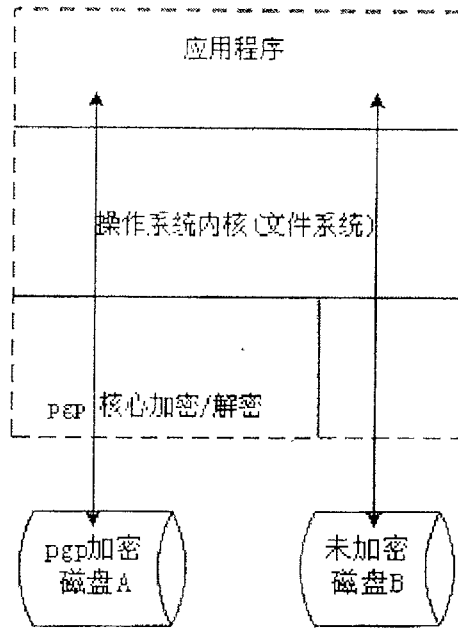 应用程序
操作系统内核(文件系统)
pgp 核心加密/解密
pgp加密
磁盘A
未加密
磁盘B